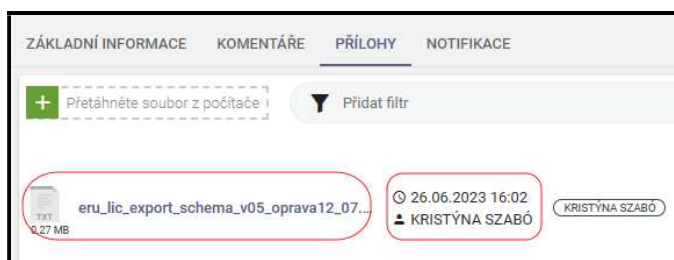 ZÁKLADNÍ INFORMACE KOMENTÁŘE PŘÍLOHY NOTIFIKACE
+ Přetáhněte soubor z počítače Přidat filtr
TXT
0,27 MB
eru_lic_export_schema_v05_oprava12_07...
26.06.2023 16:02
KRISTÝNA SZABÓ
KRISTÝNA SZABÓ